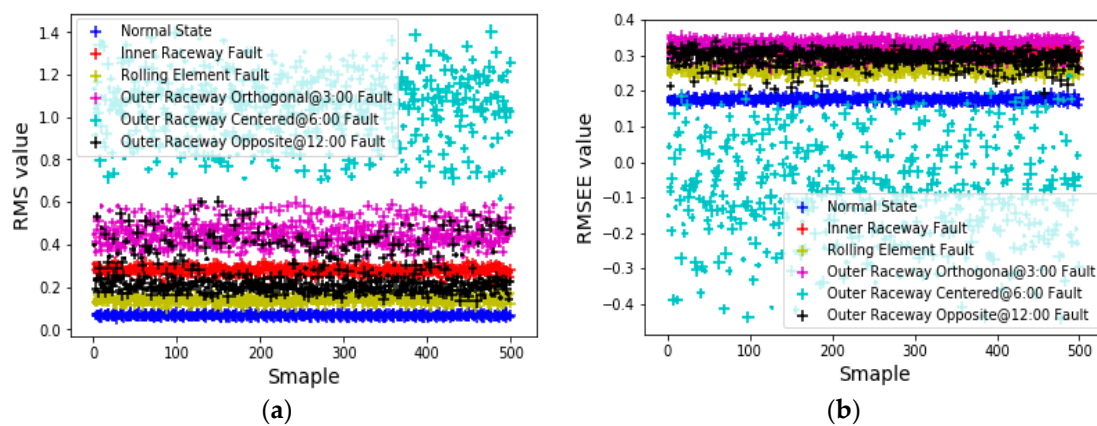 1.4
1.2
1.0
0.8
0.6
0.4
0.2
0.0
RMS value
Normal State
Inner Raceway Fault
Rolling Element Fault
Outer Raceway Orthogonal@3:00 Fault
Outer Raceway Centered@6:00 Fault
Outer Raceway Opposite@12:00 Fault
0 100 200 300 400 500
Smaple
(a)
0.4
0.3
0.2
0.1
0.0
−0.1
−0.2
−0.3
−0.4
RMSEE value
Normal State
Inner Raceway Fault
Rolling Element Fault
Outer Raceway Orthogonal@3:00 Fault
Outer Raceway Centered@6:00 Fault
Outer Raceway Opposite@12:00 Fault
0 100 200 300 400 500
Smaple
(b)